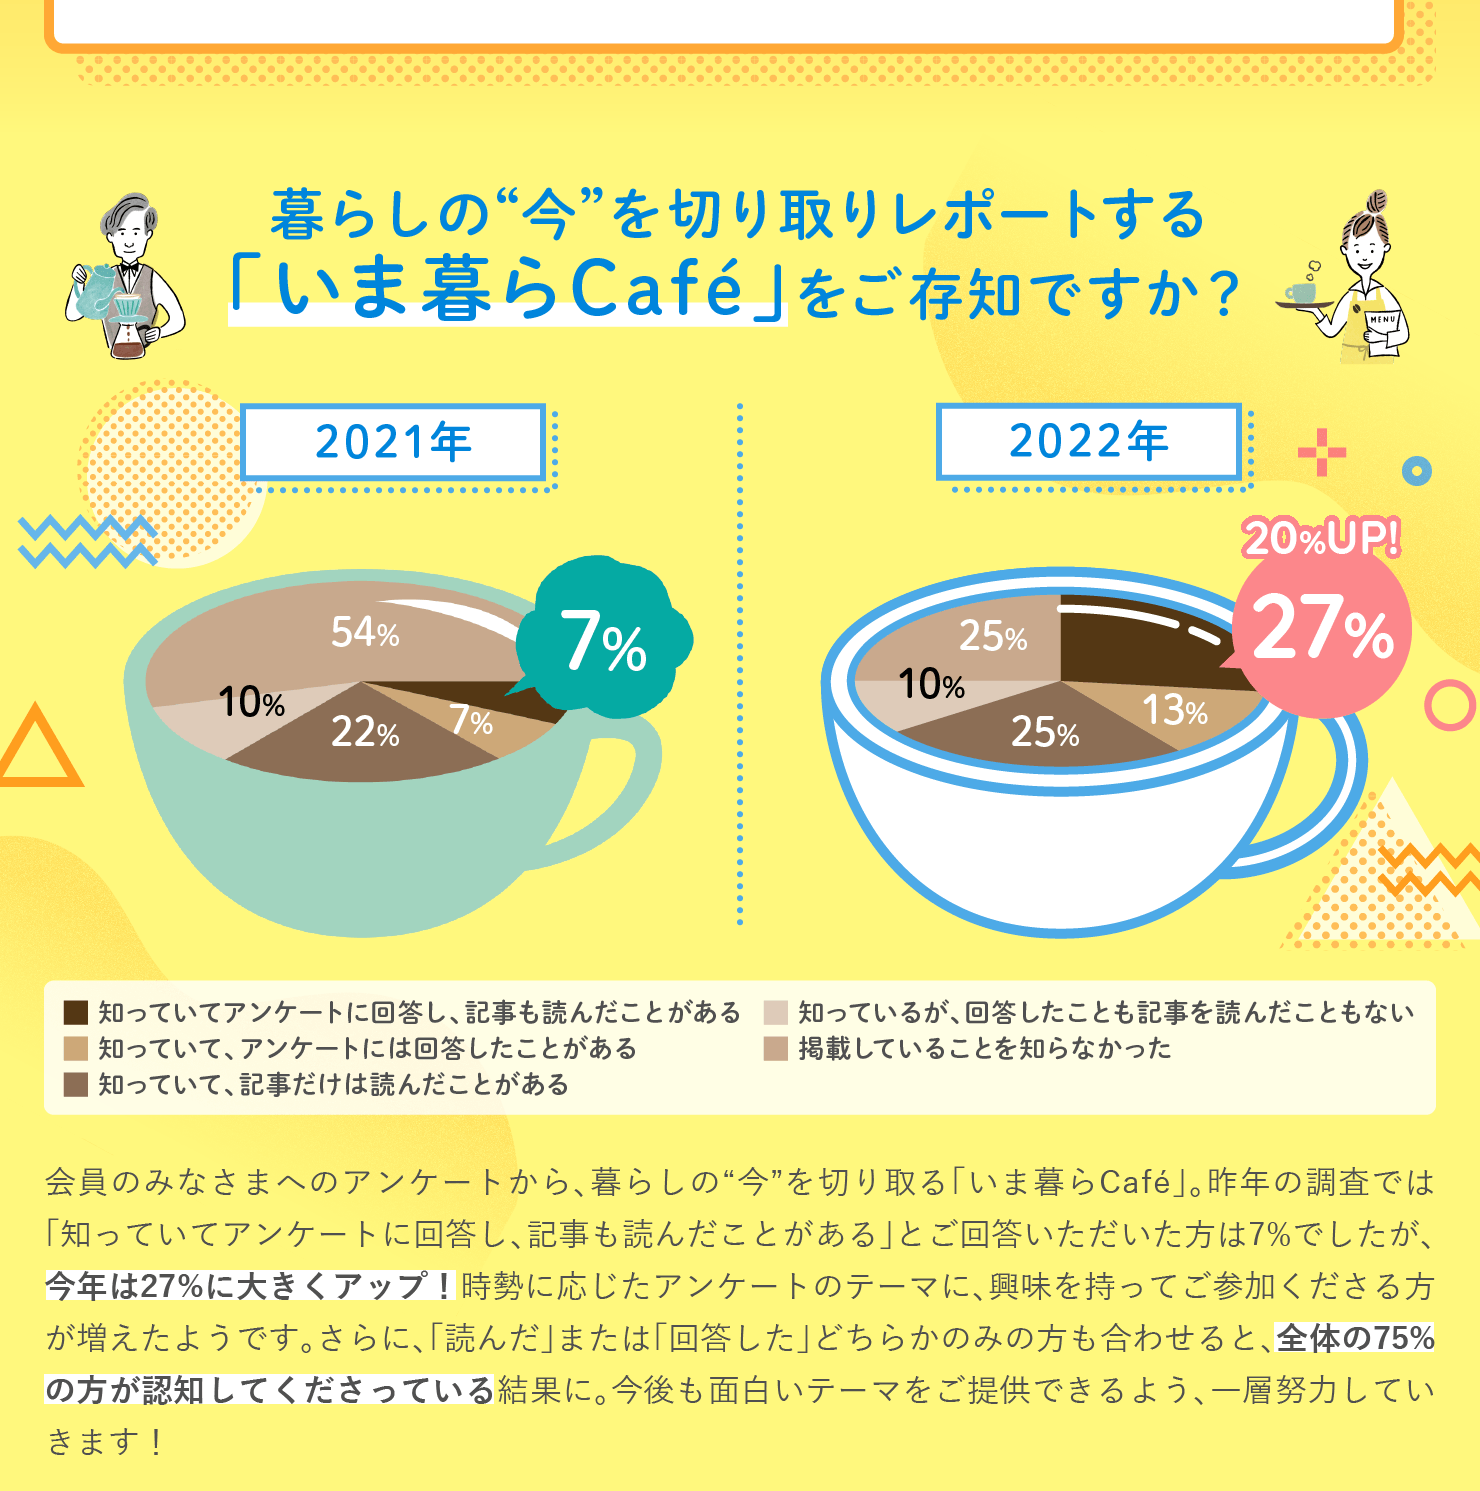 暮らしの“今”を切り取りレポートする
「いま暮らCafé」をご存知ですか？
MENU
2021年
2022年
54%
10%
22%
7%
7%
20%UP!
27%
25%
10%
25%
13%
知っていてアンケートに回答し、記事も読んだことがある
知っていて、アンケートには回答したことがある
知っていて、記事だけは読んだことがある
知っているが、回答したことも記事を読んだこともない
掲載していることを知らなかった
会員のみなさまへのアンケートから、暮らしの“今”を切り取る「いま暮らCafé」。昨年の調査では
「知っていてアンケートに回答し、記事も読んだことがある」とご回答いただいた方は7%でしたが、
今年は27%に大きくアップ！時勢に応じたアンケートのテーマに、興味を持ってご参加くださる方
が増えたようです。さらに、「読んだ」または「回答した」どちらかのみの方も合わせると、全体の75%
の方が認知してくださっている結果に。今後も面白いテーマをご提供できるよう、一層努力してい
きます！